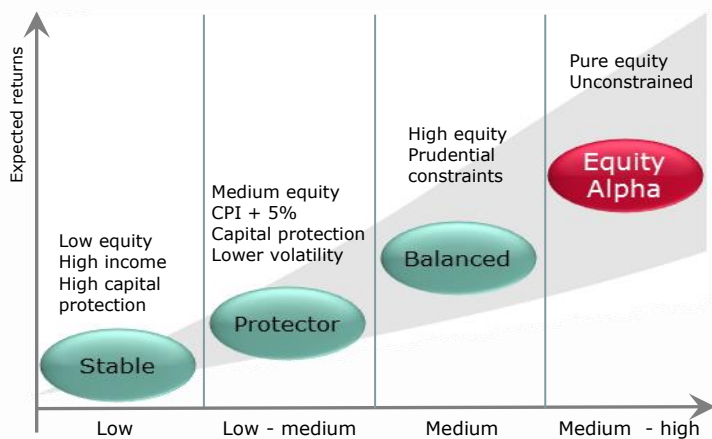 Expected returns
Pure equity
Unconstrained
Equity
Alpha
High equity
Prudential
constraints
Balanced
Medium equity
CPI + 5%
Capital protection
Lower volatility
Protector
Low equity
High income
High capital
protection
Stable
Low
Low - medium
Medium
Medium - high